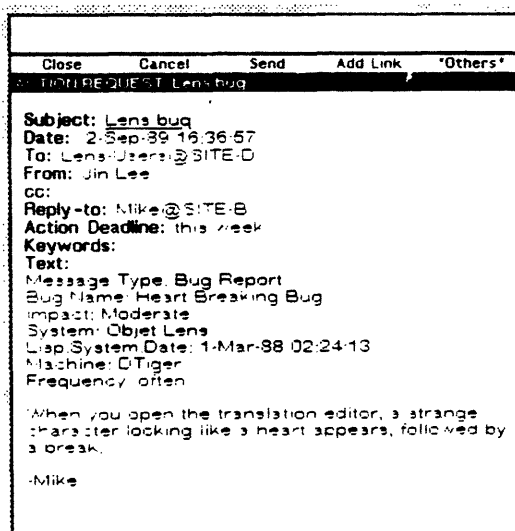 Close Cancel Send Add Link "Others"
ACTION REQUEST: Lens bug
Subject: Lens bug
Date: 2-Sep-89 16:36:57
To: Lens-Users@SITE-D
From: Jin Lee
cc:
Reply-to: Mike@SITE-B
Action Deadline: this week
Keywords:
Text:
Message Type: Bug Report
Bug Name: Heart Breaking Bug
Impact: Moderate
System: Objet Lens
Lisp System Date: 1-Mar-88 02:24:13
Machine: DTiger
Frequency: often
When you open the translation editor, a strange
character looking like a heart appears, followed by
a break.
-Mike